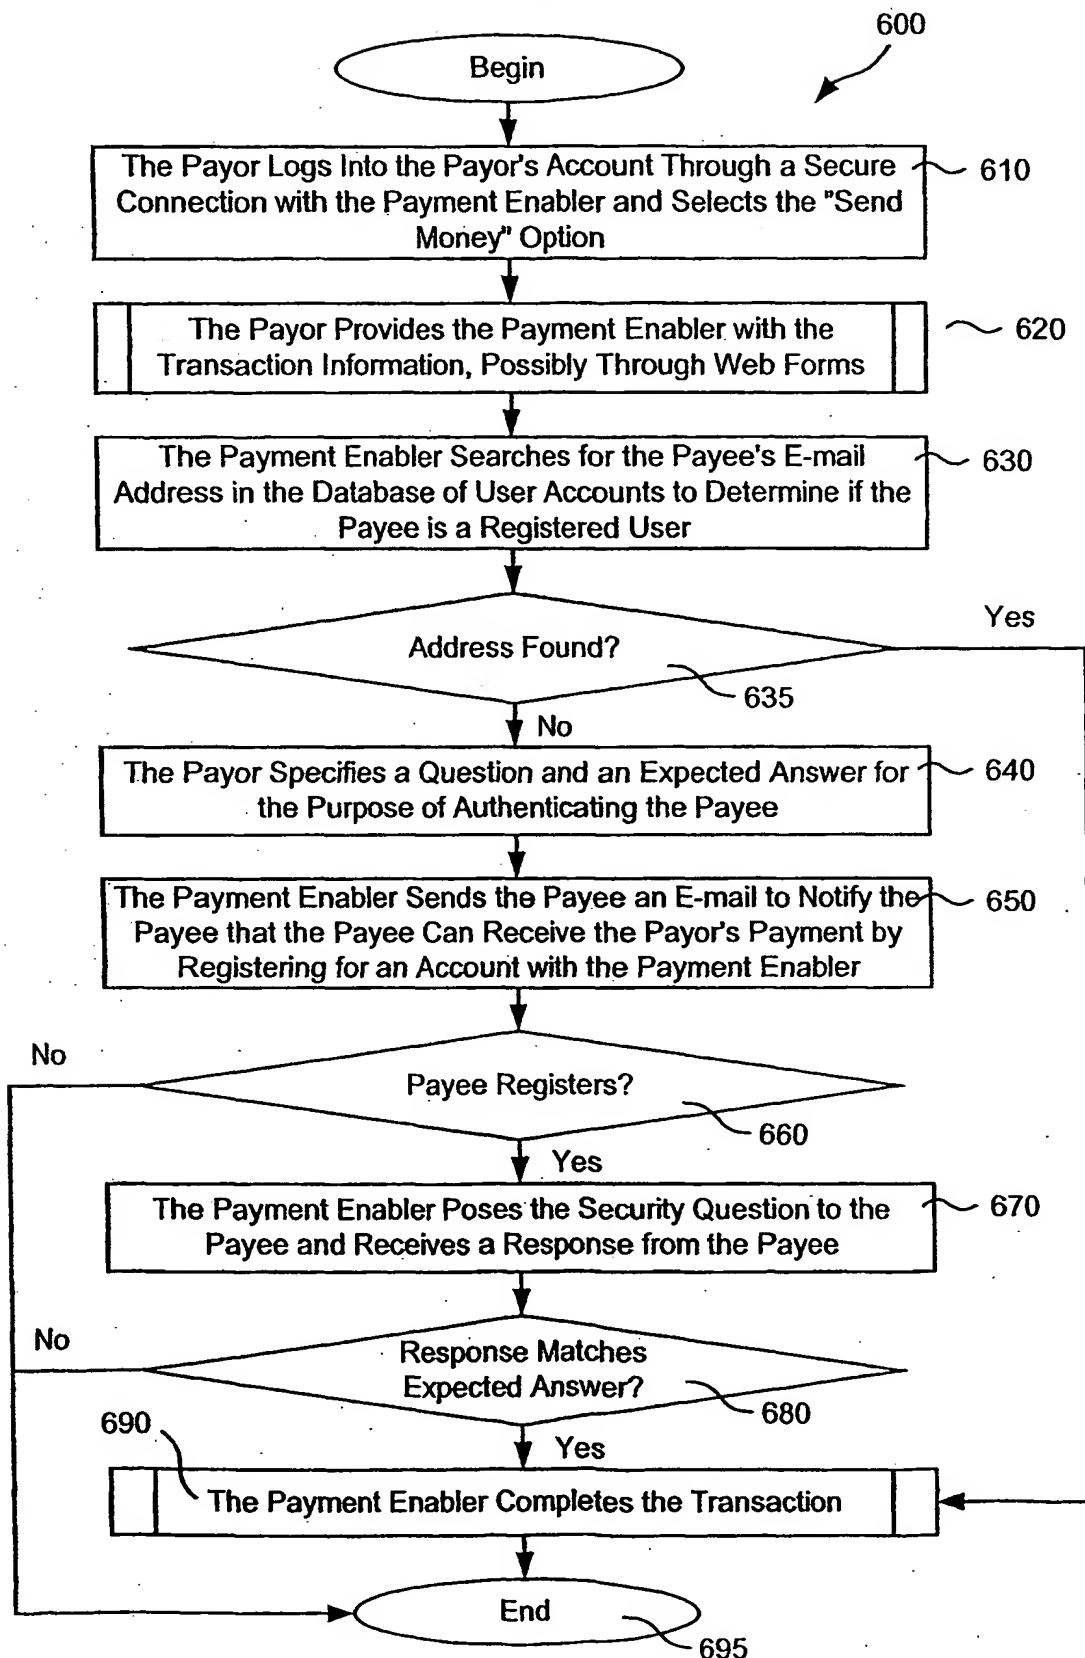 600
Begin
The Payor Logs Into the Payor's Account Through a Secure
Connection with the Payment Enabler and Selects the "Send
Money" Option
610
The Payor Provides the Payment Enabler with the
Transaction Information, Possibly Through Web Forms
620
The Payment Enabler Searches for the Payee's E-mail
Address in the Database of User Accounts to Determine if the
Payee is a Registered User
630
Yes
Address Found?
635
No
The Payor Specifies a Question and an Expected Answer for
the Purpose of Authenticating the Payee
640
The Payment Enabler Sends the Payee an E-mail to Notify the
Payee that the Payee Can Receive the Payor's Payment by
Registering for an Account with the Payment Enabler
650
No
Payee Registers?
660
Yes
The Payment Enabler Poses the Security Question to the
Payee and Receives a Response from the Payee
670
No
Response Matches
Expected Answer?
680
690
Yes
The Payment Enabler Completes the Transaction
End
695